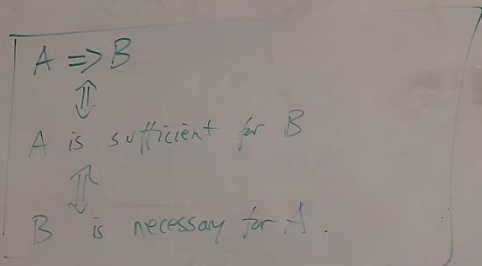 A => B
⇕
A is sufficient for B
⇕
B is necessary for A.